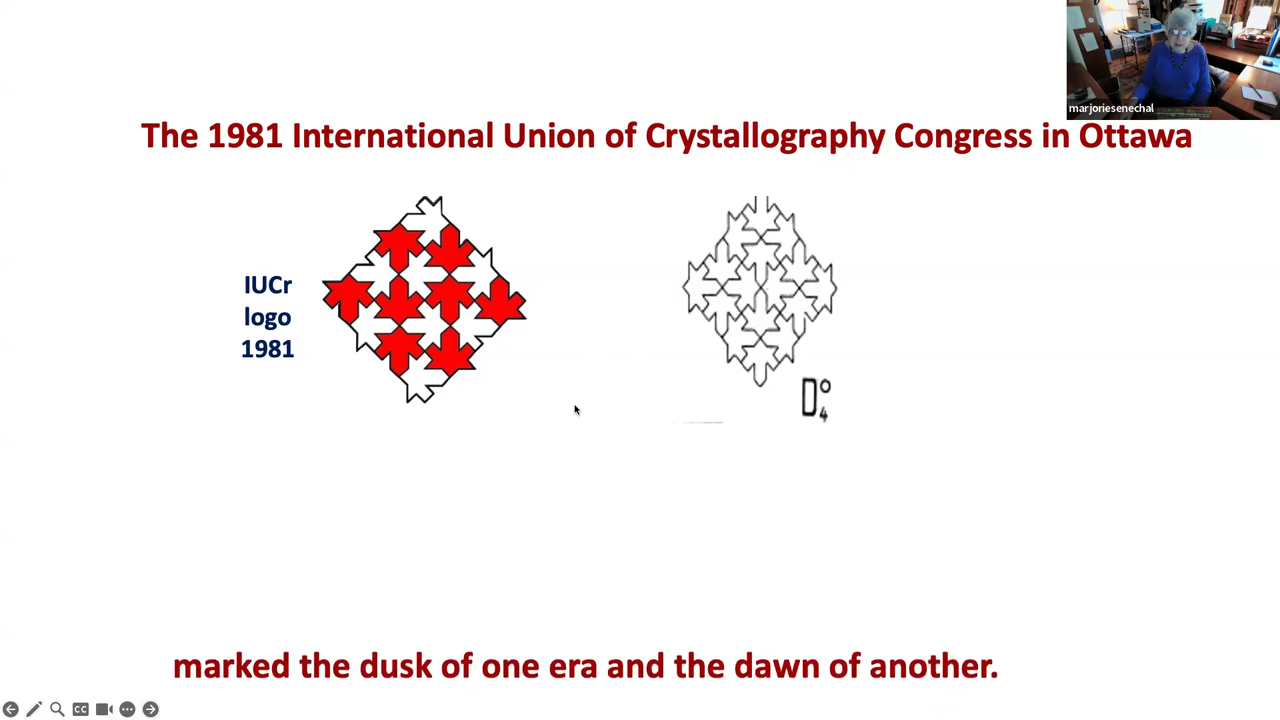 marjoriesenechal
The 1981 International Union of Crystallography Congress in Ottawa
IUCr
logo
1981
D°₄
marked the dusk of one era and the dawn of another.
CC